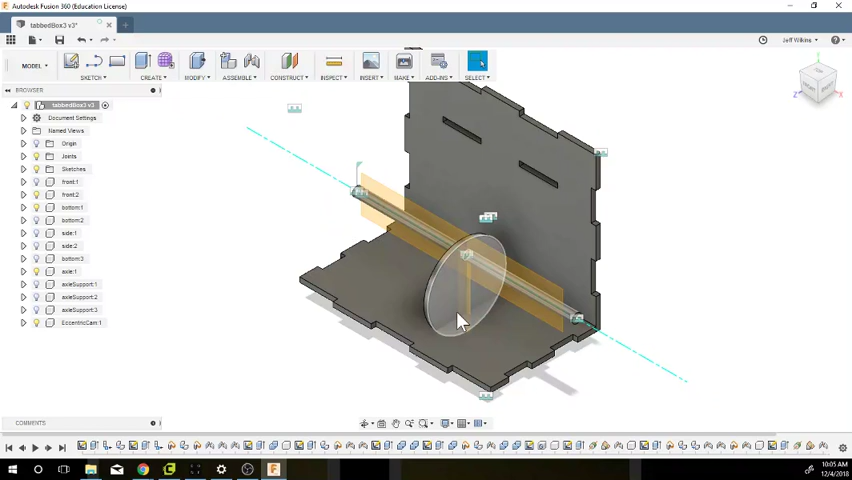 Autodesk Fusion 360 (Education License)
tabbedBox3 v3*
Jeff Wilkins
MODEL
SKETCH
CREATE
MODIFY
ASSEMBLE
CONSTRUCT
INSPECT
INSERT
MAKE
ADD-INS
SELECT
TOP
FRONT
RIGHT
Z
X
BROWSER
tabbedBox3 v3
Document Settings
Named Views
Origin
Joints
Sketches
front:1
front:2
bottom:1
bottom:2
side:1
side:2
bottom:3
axle:1
axleSupport:1
axleSupport:2
axleSupport:3
EccentricCam:1
COMMENTS
10:05 AM
12/4/2018